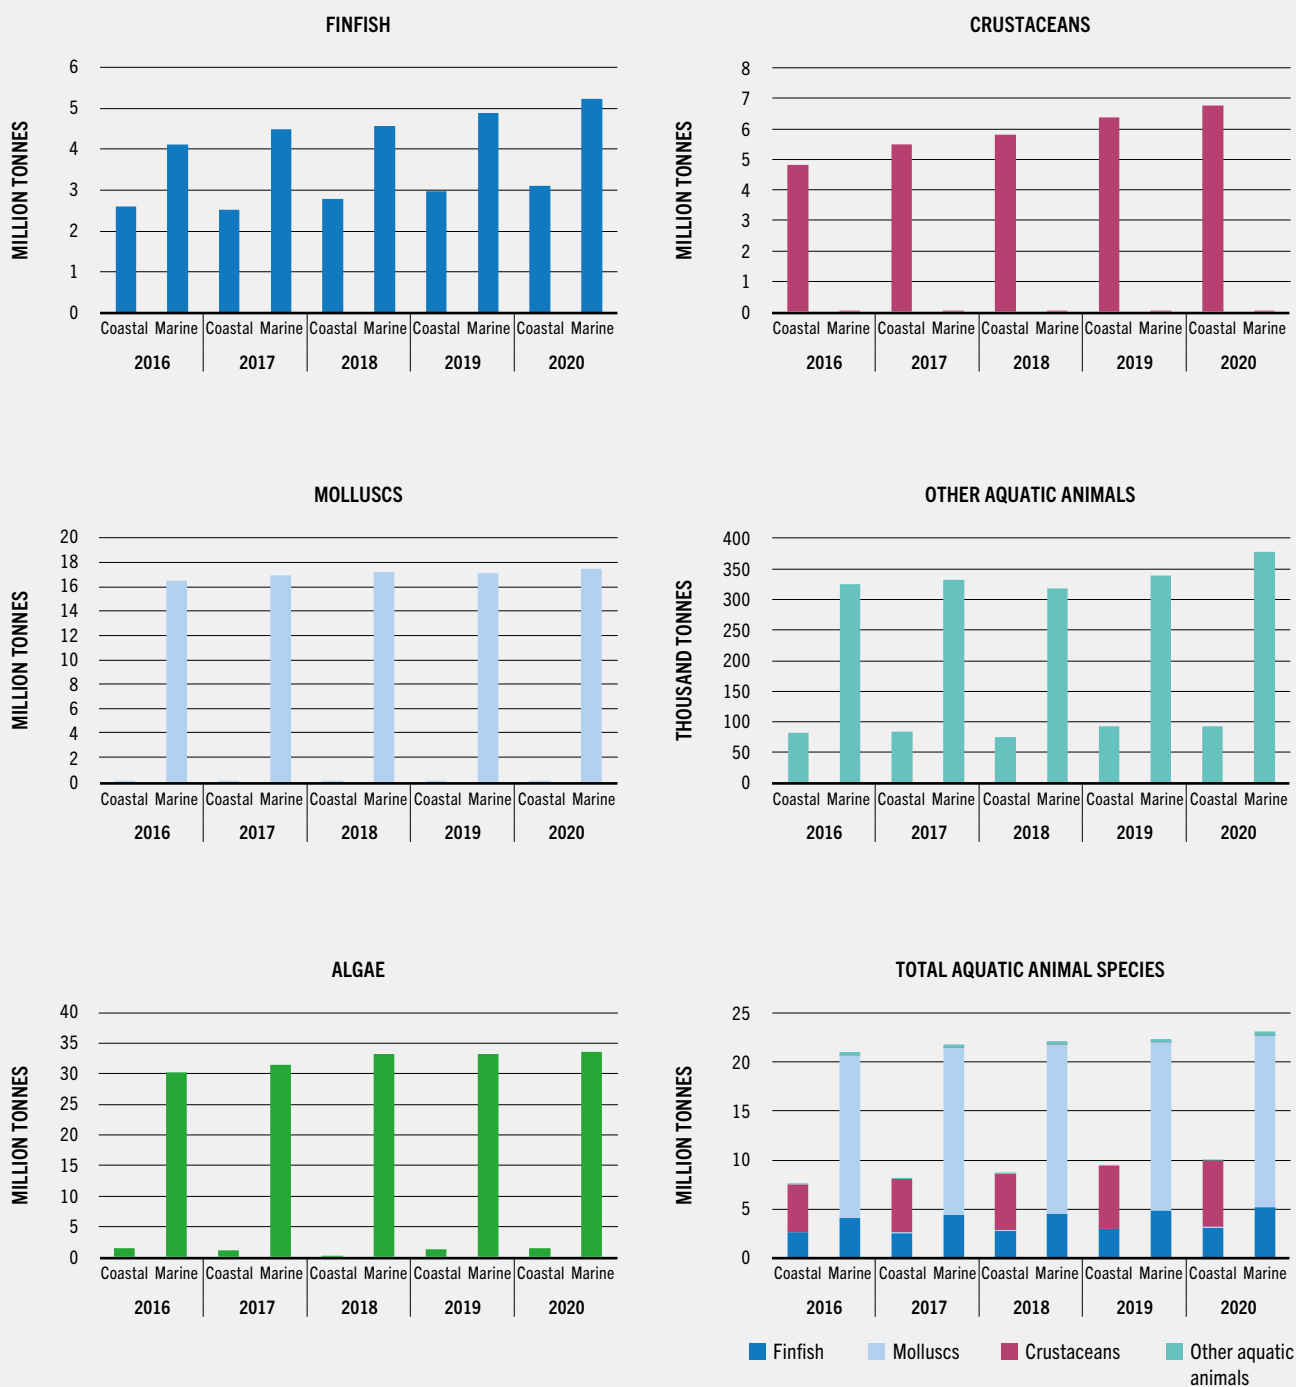 FINFISH
MILLION TONNES
6
5
4
3
2
1
0
Coastal Marine Coastal Marine Coastal Marine Coastal Marine Coastal Marine
2016 2017 2018 2019 2020
CRUSTACEANS
MILLION TONNES
8
7
6
5
4
3
2
1
0
Coastal Marine Coastal Marine Coastal Marine Coastal Marine Coastal Marine
2016 2017 2018 2019 2020
MOLLUSCS
MILLION TONNES
20
18
16
14
12
10
8
6
4
2
0
Coastal Marine Coastal Marine Coastal Marine Coastal Marine Coastal Marine
2016 2017 2018 2019 2020
OTHER AQUATIC ANIMALS
THOUSAND TONNES
400
350
300
250
200
150
100
50
0
Coastal Marine Coastal Marine Coastal Marine Coastal Marine Coastal Marine
2016 2017 2018 2019 2020
ALGAE
MILLION TONNES
40
35
30
25
20
15
10
5
0
Coastal Marine Coastal Marine Coastal Marine Coastal Marine Coastal Marine
2016 2017 2018 2019 2020
TOTAL AQUATIC ANIMAL SPECIES
MILLION TONNES
25
20
15
10
5
0
Coastal Marine Coastal Marine Coastal Marine Coastal Marine Coastal Marine
2016 2017 2018 2019 2020
Finfish Molluscs Crustaceans Other aquatic
animals